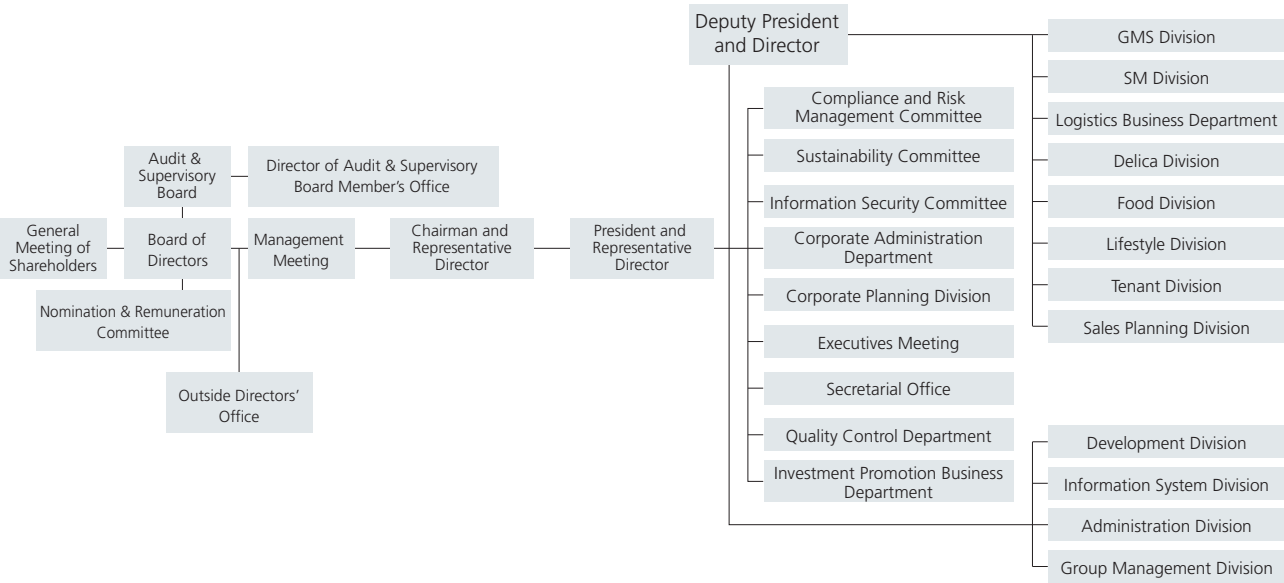 Deputy President
and Director
GMS Division
SM Division
Logistics Business Department
Delica Division
Food Division
Lifestyle Division
Tenant Division
Sales Planning Division
Compliance and Risk
Management Committee
Sustainability Committee
Information Security Committee
Corporate Administration
Department
Corporate Planning Division
Executives Meeting
Secretarial Office
Quality Control Department
Investment Promotion Business
Department
Audit &
Supervisory
Board
Director of Audit & Supervisory
Board Member’s Office
General
Meeting of
Shareholders
Board of
Directors
Management
Meeting
Chairman and
Representative
Director
President and
Representative
Director
Nomination & Remuneration
Committee
Outside Directors’
Office
Development Division
Information System Division
Administration Division
Group Management Division